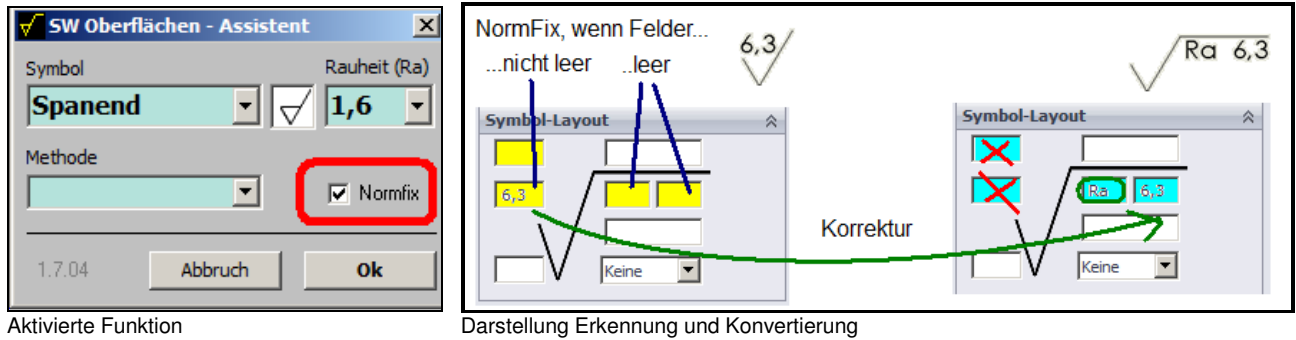 SW Oberflächen - Assistent
Symbol
Rauheit (Ra)
Spanend
1,6
Methode
Normfix
1.7.04
Abbruch
Ok
Aktivierte Funktion
NormFix, wenn Felder...
...nicht leer
..leer
6,3
Symbol-Layout
6,3
Keine
Korrektur
Ra 6,3
Symbol-Layout
Ra
6,3
Keine
Darstellung Erkennung und Konvertierung